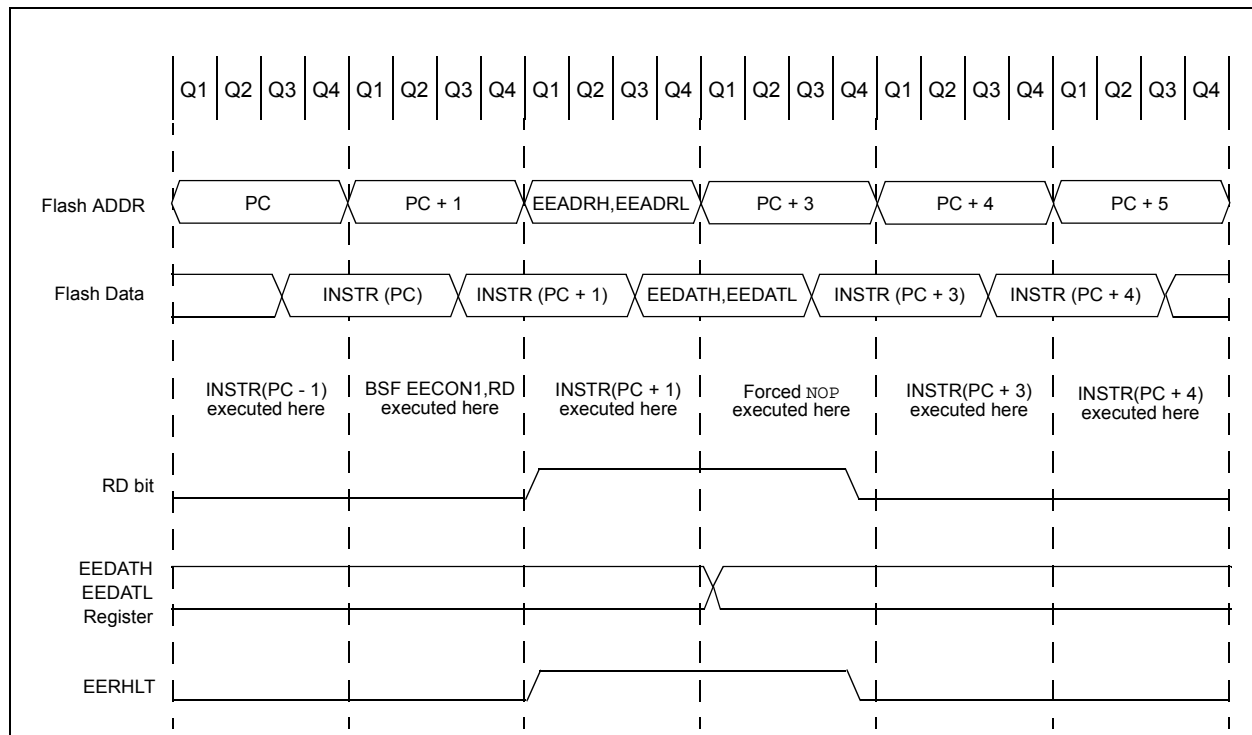 Q1 Q2 Q3 Q4 Q1 Q2 Q3 Q4 Q1 Q2 Q3 Q4 Q1 Q2 Q3 Q4 Q1 Q2 Q3 Q4 Q1 Q2 Q3 Q4
Flash ADDR PC PC + 1 EEADRH,EEADRL PC + 3 PC + 4 PC + 5
Flash Data INSTR (PC) INSTR (PC + 1) EEDATH,EEDATL INSTR (PC + 3) INSTR (PC + 4)
INSTR(PC - 1) BSF EECON1,RD INSTR(PC + 1) Forced NOP INSTR(PC + 3) INSTR(PC + 4)
executed here executed here executed here executed here executed here executed here
RD bit
EEDATH
EEDATL
Register
EERHLT